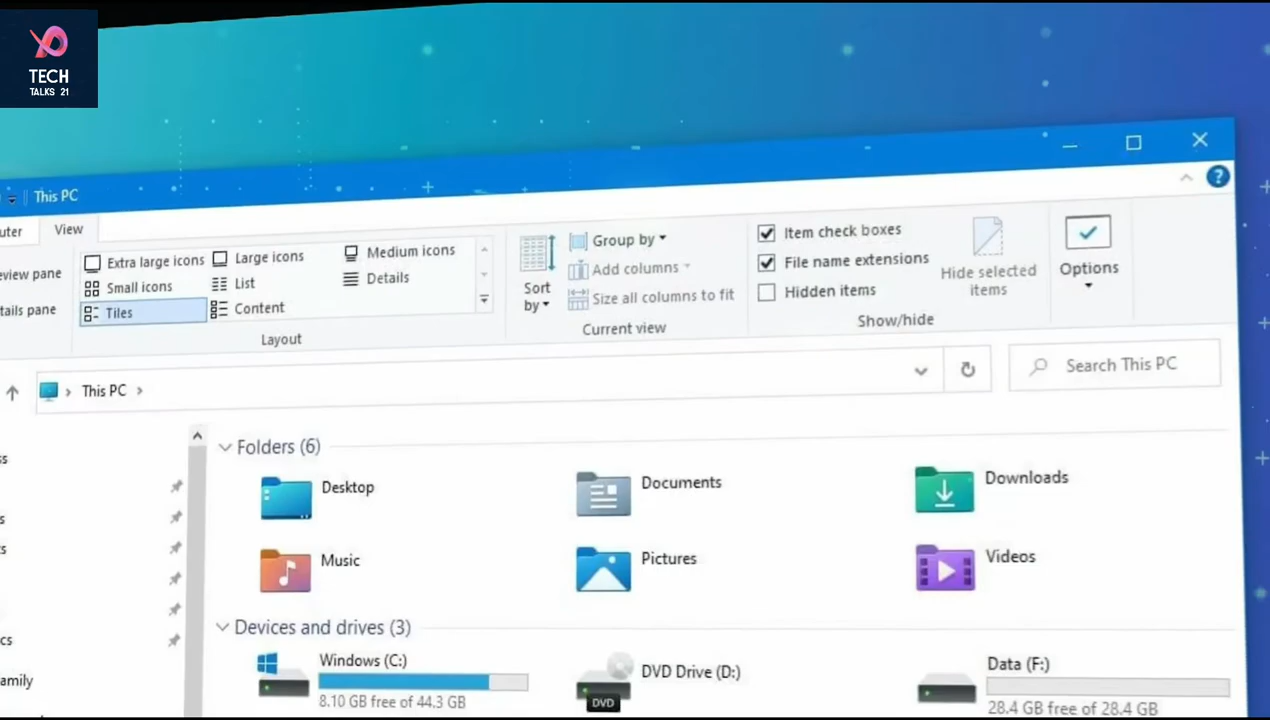 TECH
TALKS 21
This PC
uter
View
eview pane
tails pane
Extra large icons
Large icons
Medium icons
Small icons
List
Details
Tiles
Content
Layout
Sort
by
Group by
Add columns
Size all columns to fit
Current view
Item check boxes
File name extensions
Hidden items
Hide selected
items
Show/hide
Options
?
This PC
Search This PC
ss
s
ts
cs
amily
Folders (6)
Desktop
Documents
Downloads
Music
Pictures
Videos
Devices and drives (3)
Windows (C:)
8.10 GB free of 44.3 GB
DVD
DVD Drive (D:)
Data (F:)
28.4 GB free of 28.4 GB